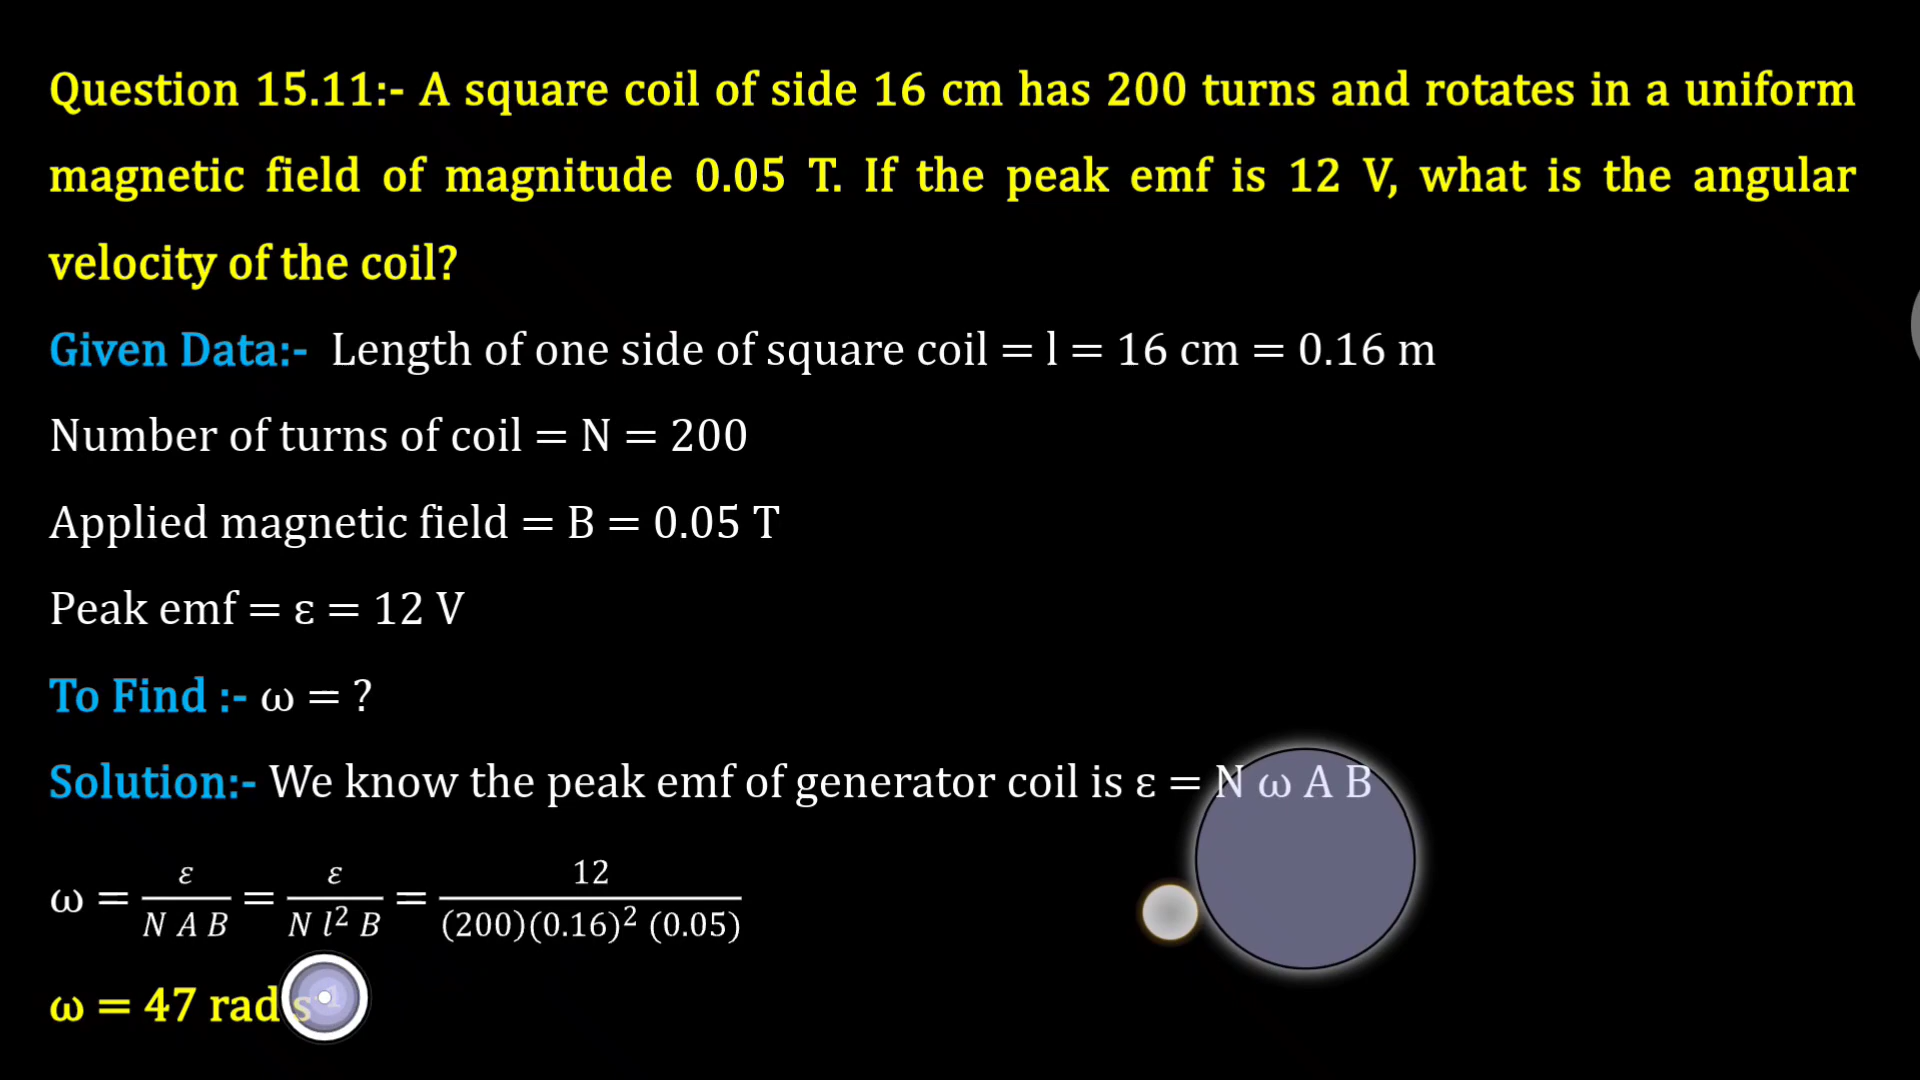 Question 15.11:- A square coil of side 16 cm has 200 turns and rotates in a uniform
magnetic field of magnitude 0.05 T. If the peak emf is 12 V, what is the angular
velocity of the coil?
Given Data:- Length of one side of square coil = l = 16 cm = 0.16 m
Number of turns of coil = N = 200
Applied magnetic field = B = 0.05 T
Peak emf = ε = 12 V
To Find :- ω = ?
Solution:- We know the peak emf of generator coil is ε = N ω A B
ω = ε / N A B = ε / N l² B = 12 / (200)(0.16)² (0.05)
ω = 47 rad s⁻¹